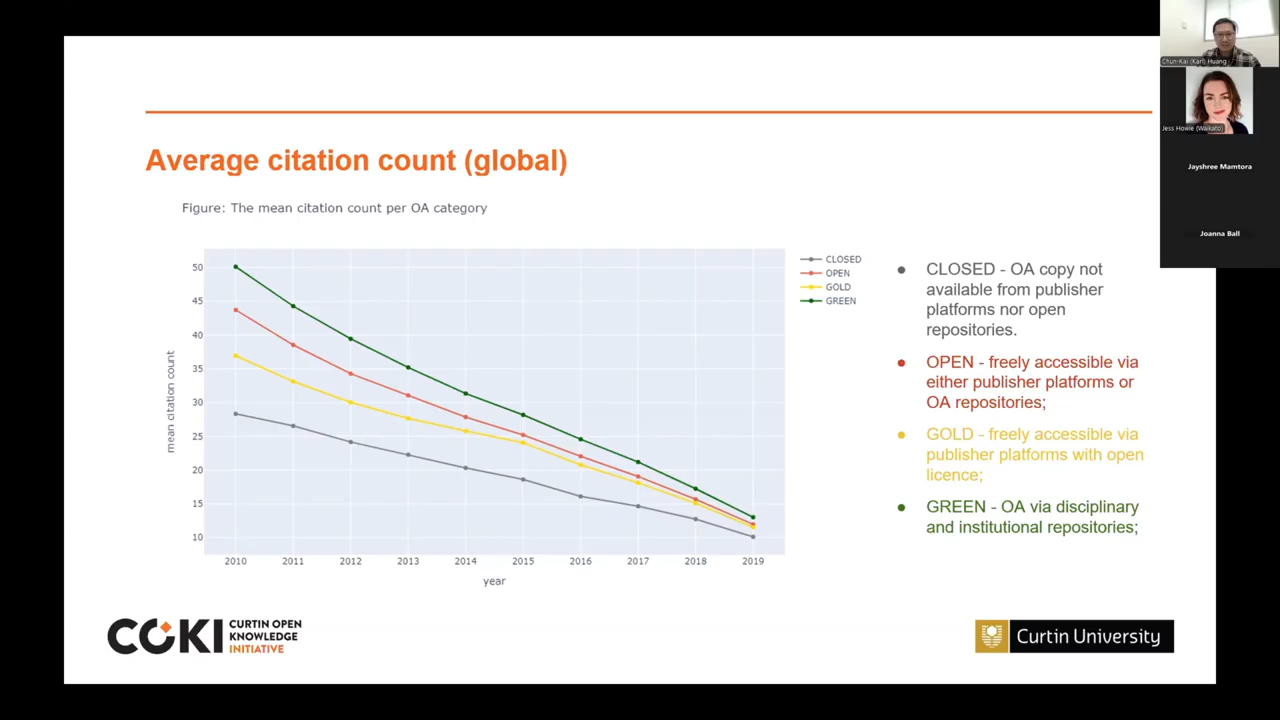 Average citation count (global)
Figure: The mean citation count per OA category
mean citation count
50
45
40
35
30
25
20
15
10
2010 2011 2012 2013 2014 2015 2016 2017 2018 2019
year
CLOSED
OPEN
GOLD
GREEN
CLOSED - OA copy not
available from publisher
platforms nor open
repositories.
OPEN - freely accessible via
either publisher platforms or
OA repositories;
GOLD - freely accessible via
publisher platforms with open
licence;
GREEN - OA via disciplinary
and institutional repositories;
COKI
CURTIN OPEN
KNOWLEDGE
INITIATIVE
Curtin University
Chun-Kai (Karl) Huang
Jess Howie (Waikato)
Jayshree Mamtora
Joanna Ball